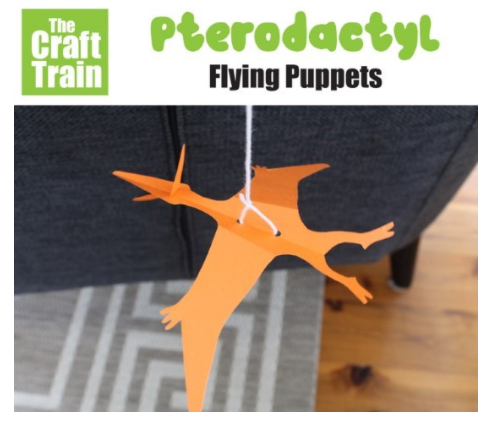 The
Craft
Train
Pterodactyl
Flying Puppets